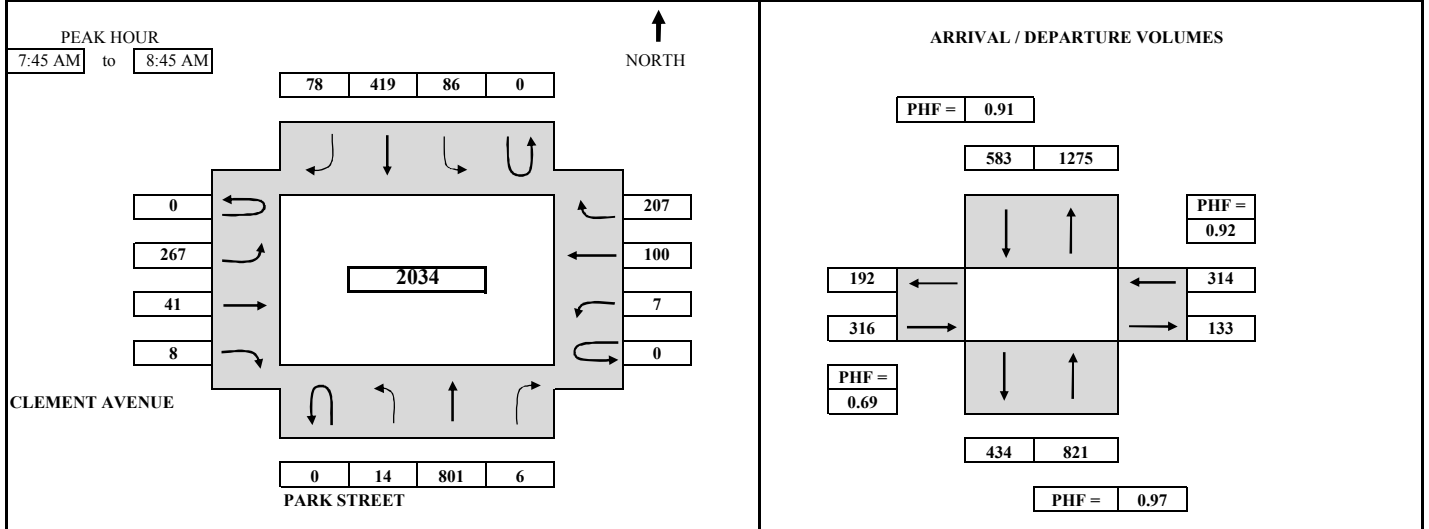 PEAK HOUR
7:45 AM to 8:45 AM
NORTH
78 419 86 0
0 207
267 100
2034
41 7
8 0
CLEMENT AVENUE
0 14 801 6
PARK STREET
ARRIVAL / DEPARTURE VOLUMES
PHF = 0.91
583 1275
PHF =
0.92
192 314
316 133
PHF =
0.69
434 821
PHF = 0.97